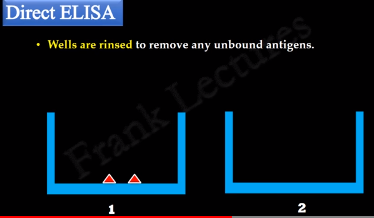 Direct ELISA
• Wells are rinsed to remove any unbound antigens.
Frank Lectures
1 2